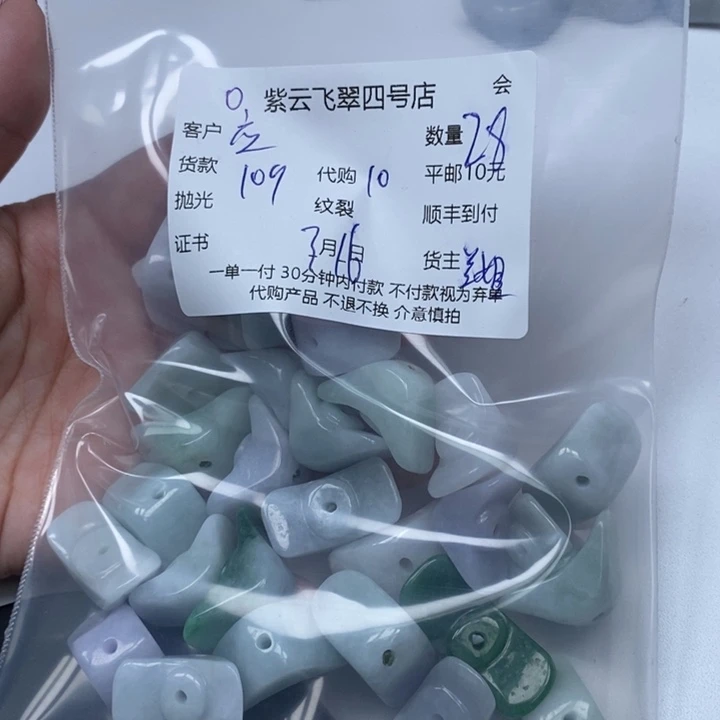 紫云飞翠四号店 会
客户 数量 28
货款 109 代购 10 平邮10元
抛光 纹裂 顺丰到付
证书 月16日 货主
一单一付 30分钟内付款 不付款视为弃单
代购产品 不退不换 介意慎拍